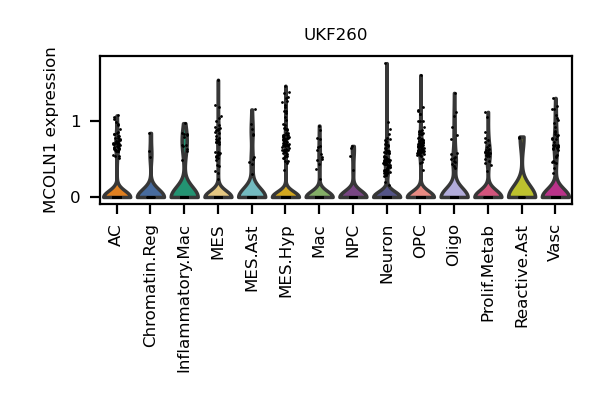 UKF260
MCOLN1 expression
1
0
AC
Chromatin.Reg
Inflammatory.Mac
MES
MES.Ast
MES.Hyp
Mac
NPC
Neuron
OPC
Oligo
Prolif.Metab
Reactive.Ast
Vasc